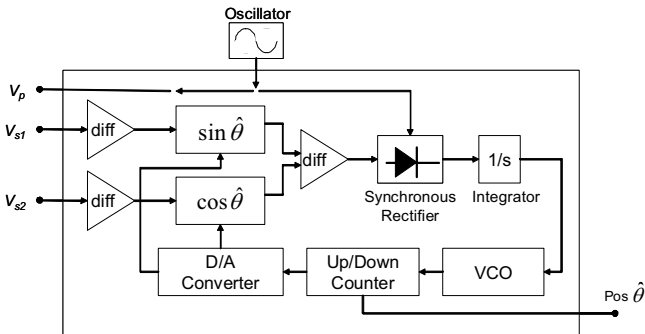 Oscillator
Vp
Vs1
diff
sin θ̂
diff
Vs2
diff
cos θ̂
1/s
Synchronous
Rectifier
Integrator
D/A
Converter
Up/Down
Counter
VCO
Pos θ̂